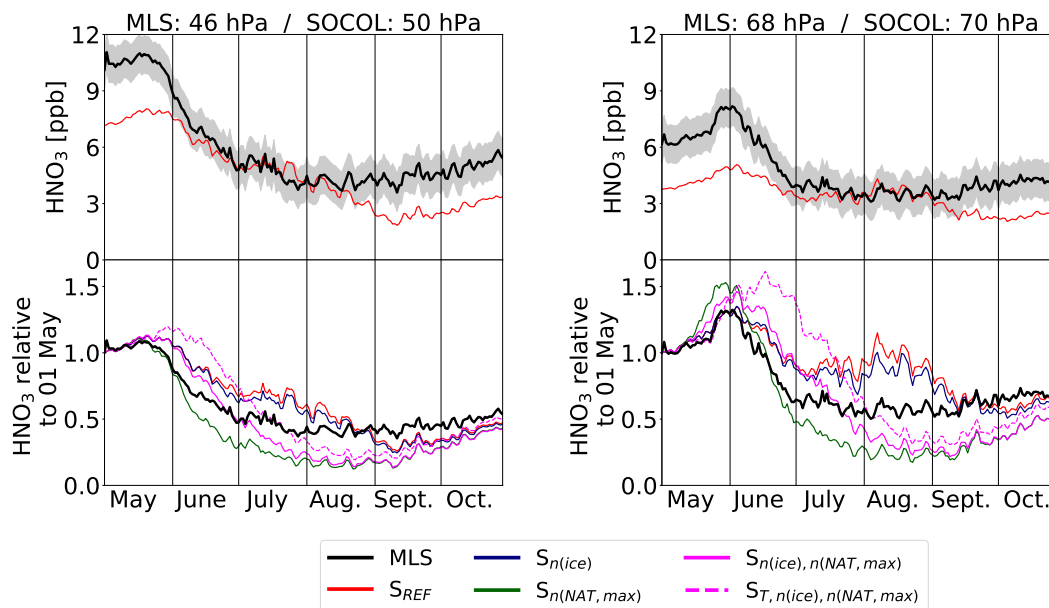 MLS: 46 hPa / SOCOL: 50 hPa
MLS: 68 hPa / SOCOL: 70 hPa
HNO₃ [ppb]
12
9
6
3
0
HNO₃ [ppb]
12
9
6
3
0
HNO₃ relative
to 01 May
1.5
1.0
0.5
0.0
May June July Aug. Sept. Oct.
HNO₃ relative
to 01 May
1.5
1.0
0.5
0.0
May June July Aug. Sept. Oct.
MLS
S_REF
S_n(ice)
S_n(NAT, max)
S_n(ice), n(NAT, max)
S_T, n(ice), n(NAT, max)